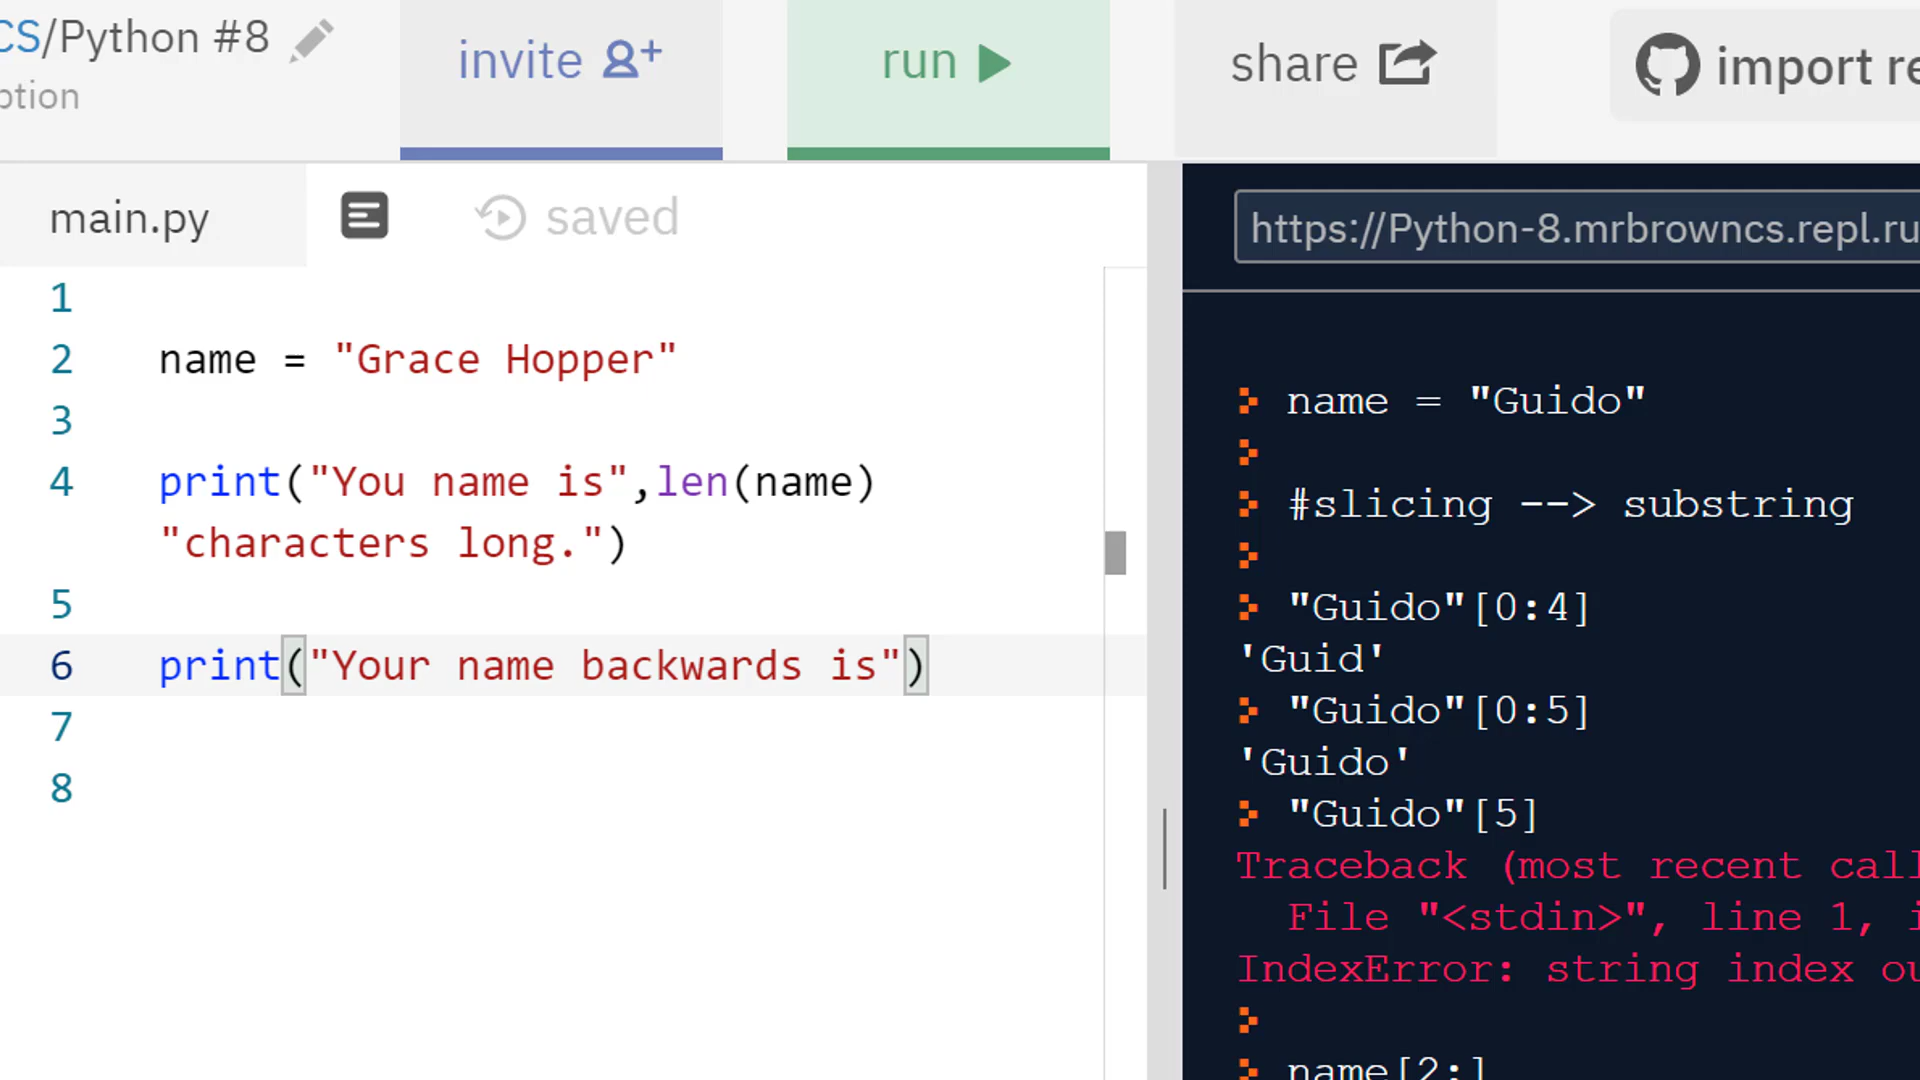 CS/Python #8
ption
invite
run
share
import re
main.py
saved
https://Python-8.mrbrowncs.repl.ru
1
2 name = "Grace Hopper"
3
4 print("You name is",len(name)
"characters long.")
5
6 print("Your name backwards is")
7
8
name = "Guido"
#slicing --> substring
"Guido"[0:4]
'Guid'
"Guido"[0:5]
'Guido'
"Guido"[5]
Traceback (most recent call
File "<stdin>", line 1, i
IndexError: string index ou
name[2:]